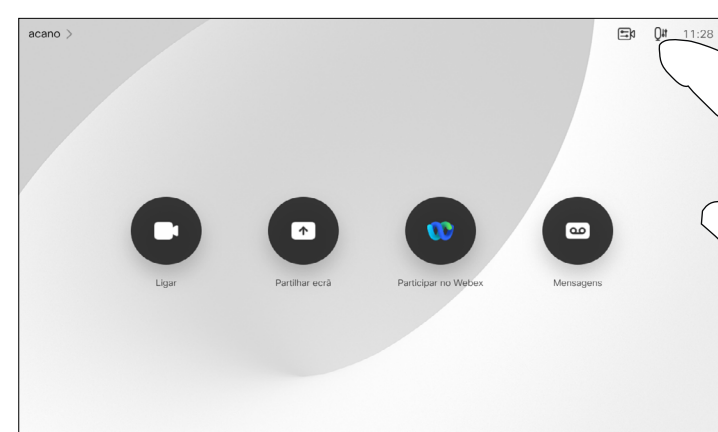 acano >
11:28
Ligar
Partilhar ecrã
Participar no Webex
Mensagens